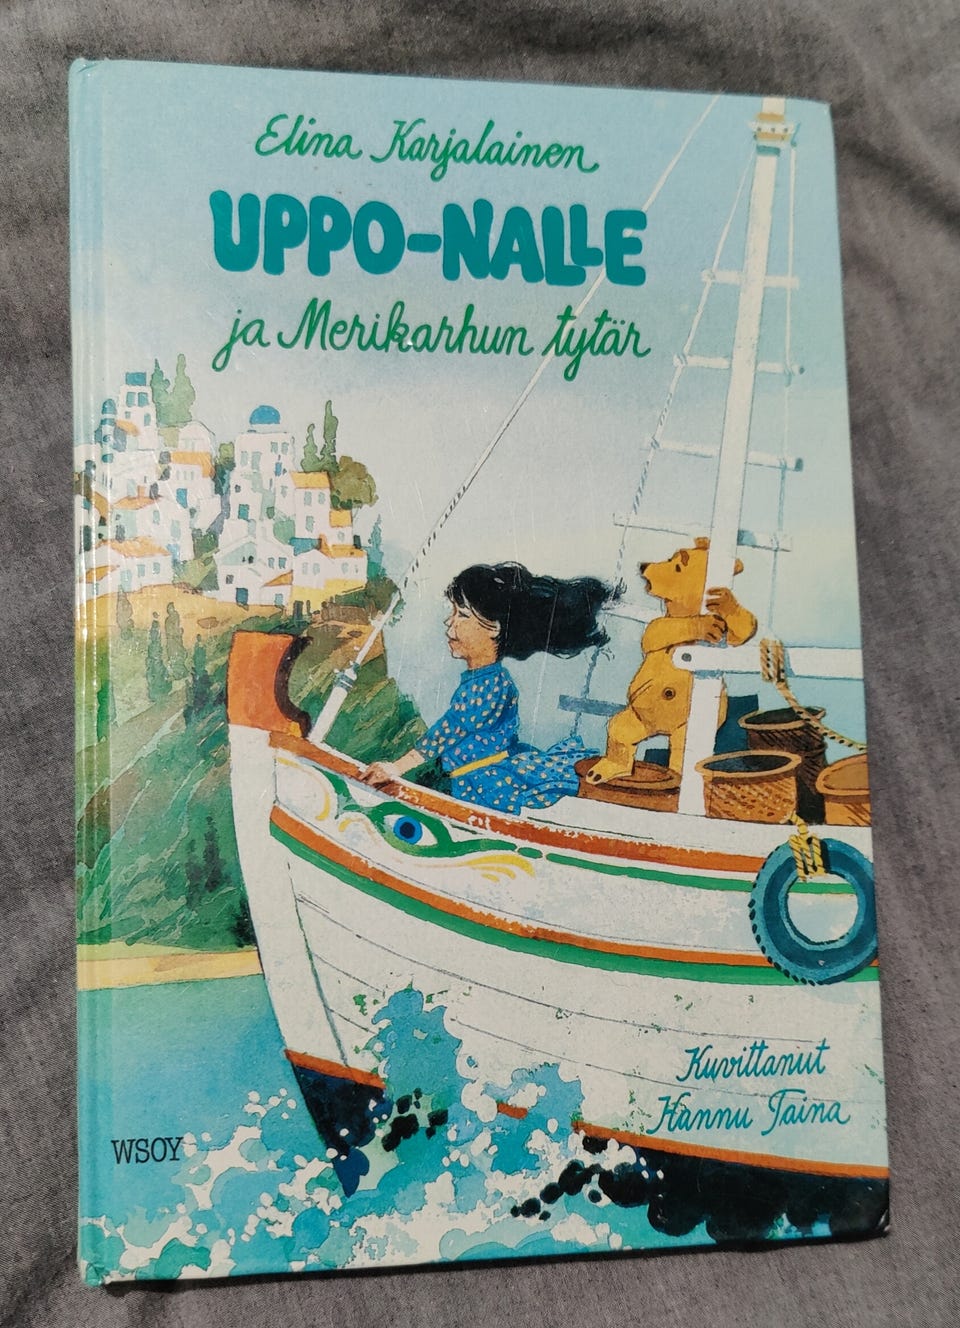 Elina Karjalainen
UPPO-NALLE
ja Merikarhun tytär
Kuvittanut
Hannu Taina
WSOY